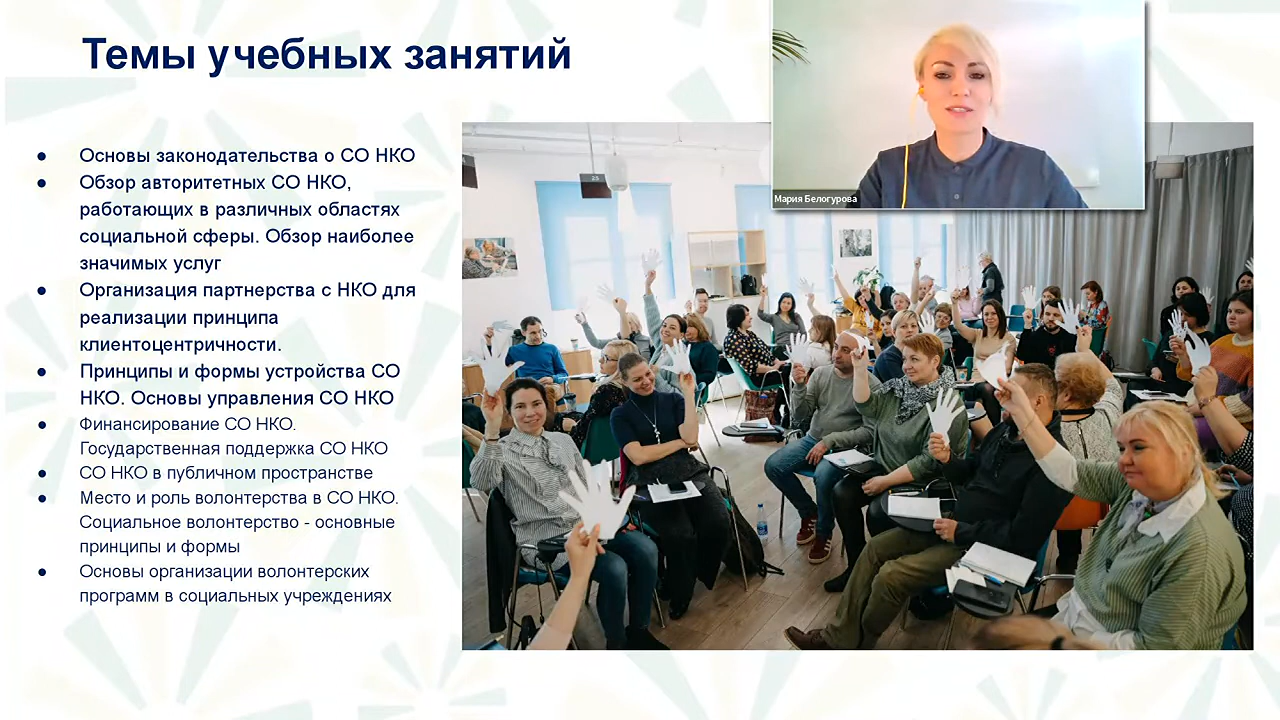 Темы учебных занятий
Мария Белогурова
● Основы законодательства о СО НКО
● Обзор авторитетных СО НКО,
работающих в различных областях
социальной сферы. Обзор наиболее
значимых услуг
● Организация партнерства с НКО для
реализации принципа
клиентоцентричности.
● Принципы и формы устройства СО
НКО. Основы управления СО НКО
● Финансирование СО НКО.
Государственная поддержка СО НКО
● СО НКО в публичном пространстве
● Место и роль волонтерства в СО НКО.
Социальное волонтерство - основные
принципы и формы
● Основы организации волонтерских
программ в социальных учреждениях